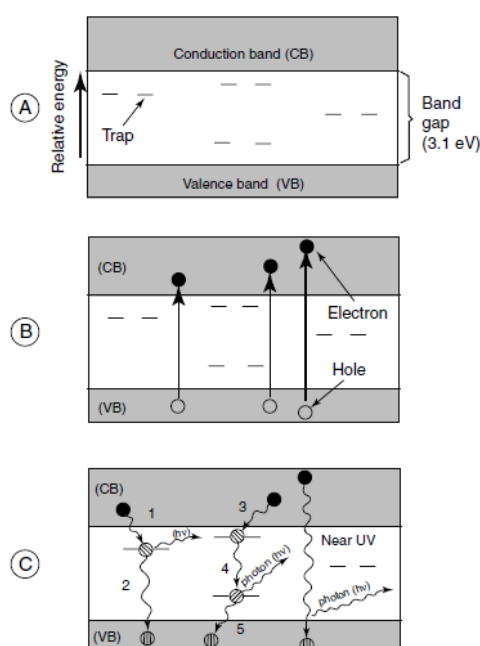 Conduction band (CB)
A
Relative energy
Trap
Band
gap
(3.1 eV)
Valence band (VB)
(CB)
B
Electron
Hole
(VB)
(CB)
1
3
(hν)
Near UV
C
2
4
photon (hν)
photon (hν)
5
(VB)